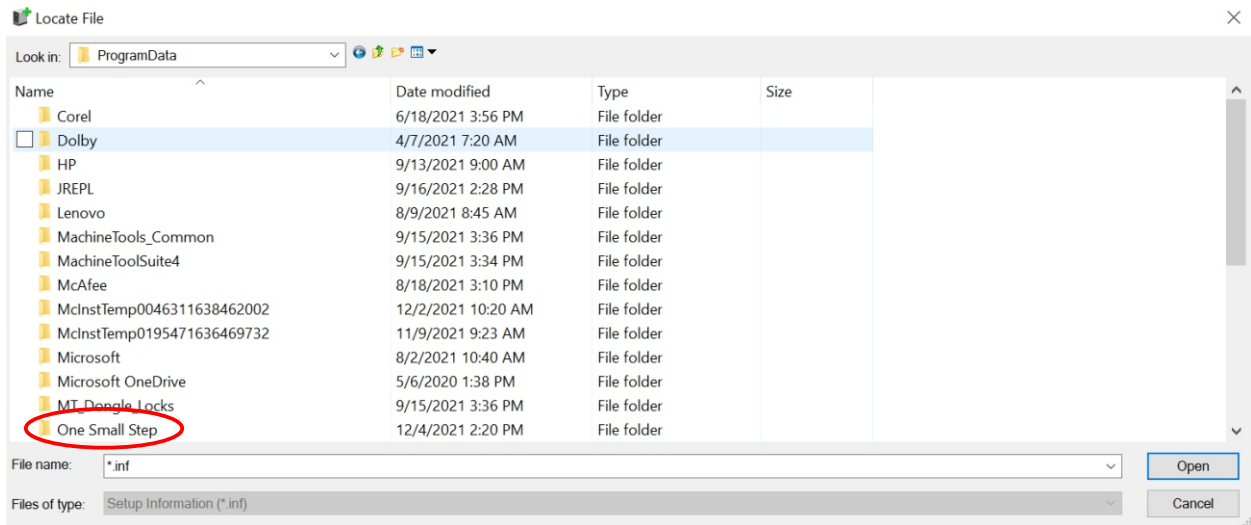 Locate File
Look in: ProgramData
Name Date modified Type Size
Corel 6/18/2021 3:56 PM File folder
Dolby 4/7/2021 7:20 AM File folder
HP 9/13/2021 9:00 AM File folder
JREPL 9/16/2021 2:28 PM File folder
Lenovo 8/9/2021 8:45 AM File folder
MachineTools_Common 9/15/2021 3:36 PM File folder
MachineToolSuite4 9/15/2021 3:34 PM File folder
McAfee 8/18/2021 3:10 PM File folder
McInstTemp0046311638462002 12/2/2021 10:20 AM File folder
McInstTemp0195471636469732 11/9/2021 9:23 AM File folder
Microsoft 8/2/2021 10:40 AM File folder
Microsoft OneDrive 5/6/2020 1:38 PM File folder
MT_Dongle_Locks 9/15/2021 3:36 PM File folder
One Small Step 12/4/2021 2:20 PM File folder
File name: *.inf Open
Files of type: Setup Information (*.inf) Cancel